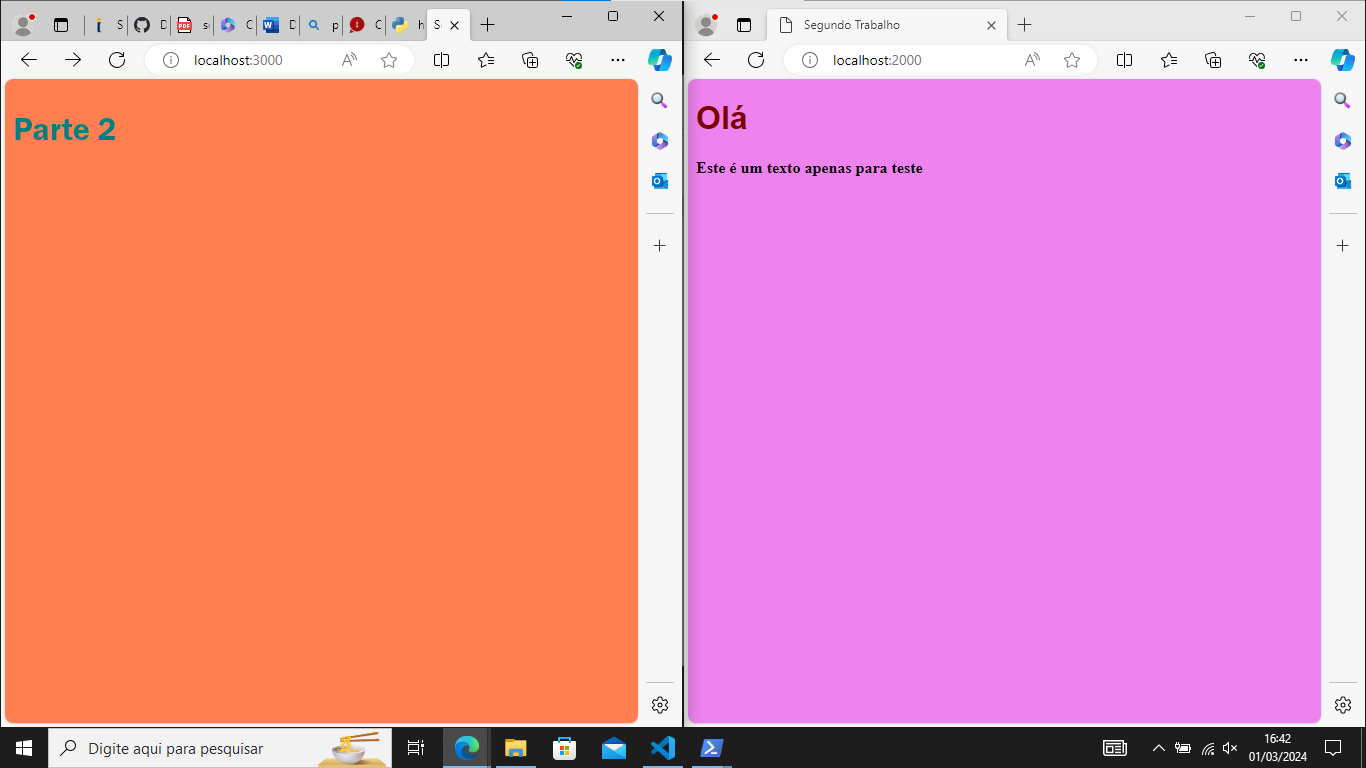 S
D
s
C
D
p
C
h
S
localhost:3000
Parte 2
Segundo Trabalho
localhost:2000
Olá
Este é um texto apenas para teste
Digite aqui para pesquisar
16:42
01/03/2024